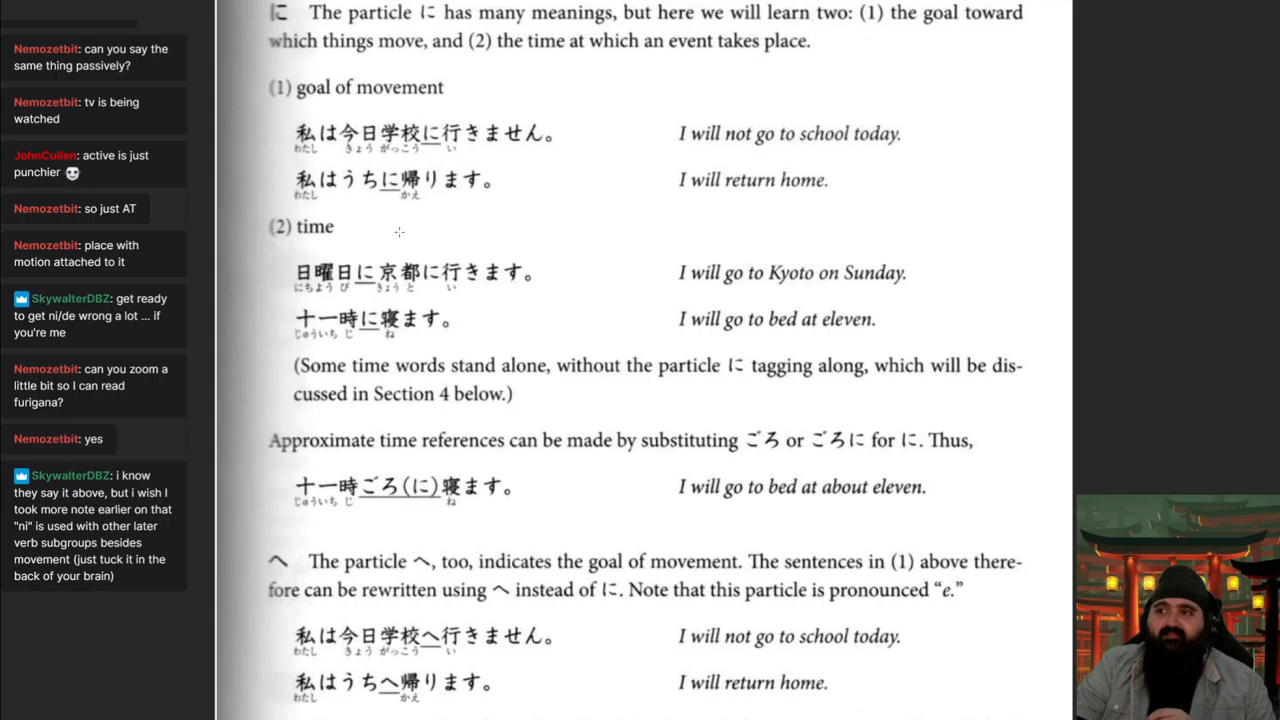 Nemozetbit: can you say the
same thing passively?
Nemozetbit: tv is being
watched
JohnCullen: active is just
punchier
Nemozetbit: so just AT
Nemozetbit: place with
motion attached to it
SkywalterDBZ: get ready
to get ni/de wrong a lot ... if
you're me
Nemozetbit: can you zoom a
little bit so I can read
furigana?
Nemozetbit: yes
SkywalterDBZ: i know
they say it above, but i wish I
took more note earlier on that
"ni" is used with other later
verb subgroups besides
movement (just tuck it in the
back of your brain)
に The particle に has many meanings, but here we will learn two: (1) the goal toward
which things move, and (2) the time at which an event takes place.
(1) goal of movement
私は今日学校に行きません。 I will not go to school today.
わたし きょう がっこう い
私はうちに帰ります。 I will return home.
わたし かえ
(2) time
日曜日に京都に行きます。 I will go to Kyoto on Sunday.
にちよう び きょう と い
十一時に寝ます。 I will go to bed at eleven.
じゅういち じ ね
(Some time words stand alone, without the particle に tagging along, which will be dis-
cussed in Section 4 below.)
Approximate time references can be made by substituting ごろ or ごろに for に. Thus,
十一時ごろ(に)寝ます。 I will go to bed at about eleven.
じゅういち じ ね
へ The particle へ, too, indicates the goal of movement. The sentences in (1) above there-
fore can be rewritten using へ instead of に. Note that this particle is pronounced "e."
私は今日学校へ行きません。 I will not go to school today.
わたし きょう がっこう い
私はうちへ帰ります。 I will return home.
わたし かえ